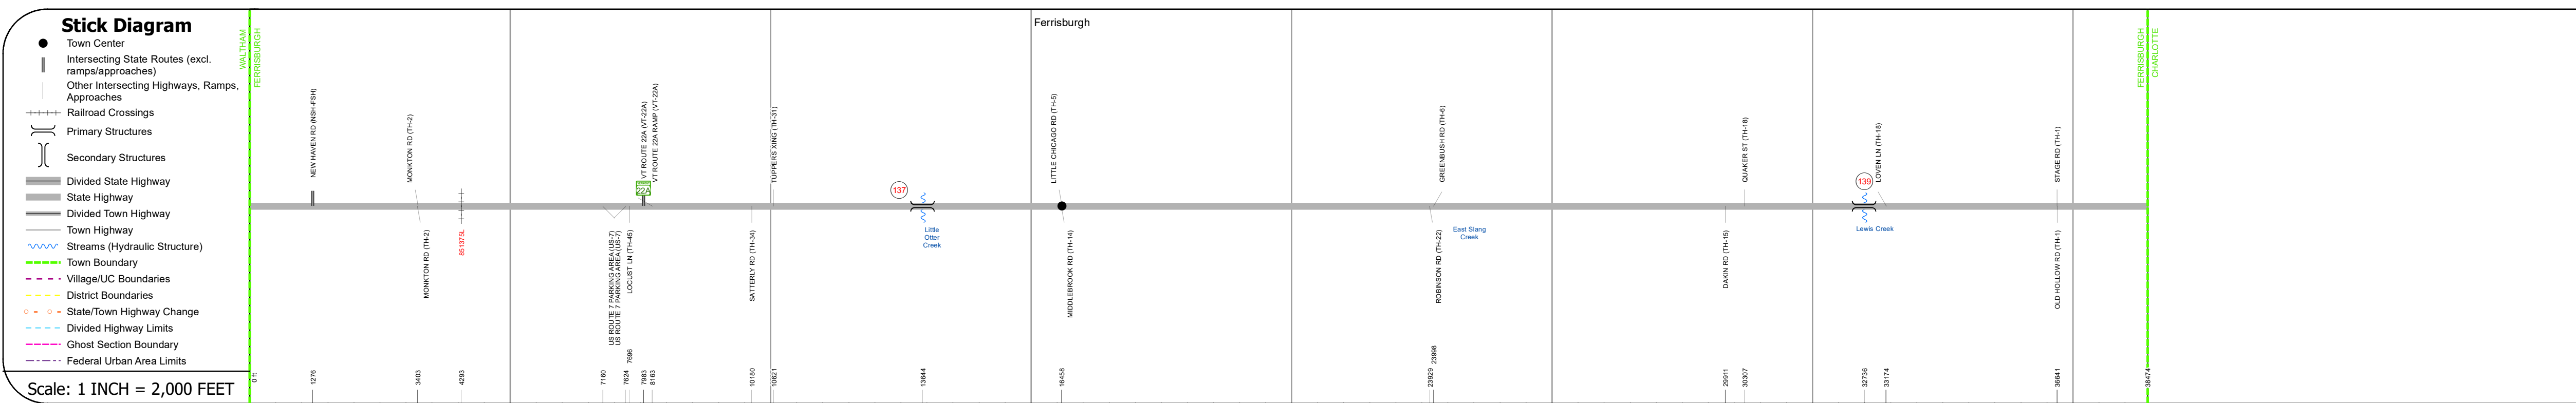 Stick Diagram
Town Center
Intersecting State Routes (excl.
ramps/approaches)
Other Intersecting Highways, Ramps,
Approaches
Railroad Crossings
Primary Structures
Secondary Structures
Divided State Highway
State Highway
Divided Town Highway
Town Highway
Streams (Hydraulic Structure)
Town Boundary
Village/UC Boundaries
District Boundaries
State/Town Highway Change
Divided Highway Limits
Ghost Section Boundary
Federal Urban Area Limits
Scale: 1 INCH = 2,000 FEET
WALTHAM
FERRISBURGH
Ferrisburgh
FERRISBURGH
CHARLOTTE
NEW HAVEN RD (NSH-FSH)
MONKTON RD (TH-2)
VT ROUTE 22A (VT-22A)
VT ROUTE 22A RAMP (VT-22A)
22A
TUPPERS XING (TH-31)
137
LITTLE CHICAGO RD (TH-5)
GREENBUSH RD (TH-6)
QUAKER ST (TH-18)
139
LOVEN LN (TH-18)
STAGE RD (TH-1)
MONKTON RD (TH-2)
851375L
US ROUTE 7 PARKING AREA (US-7)
US ROUTE 7 PARKING AREA (US-7)
LOCUST LN (TH-45)
SATTERLY RD (TH-34)
Little
Otter
Creek
MIDDLEBROOK RD (TH-14)
ROBINSON RD (TH-22)
East Slang
Creek
DAKIN RD (TH-15)
Lewis Creek
OLD HOLLOW RD (TH-1)
0 ft
1276
3403
4293
7160
7624
7696
7983
8163
10180
10621
13644
16458
23929
23998
29911
30307
32736
33174
36641
38474